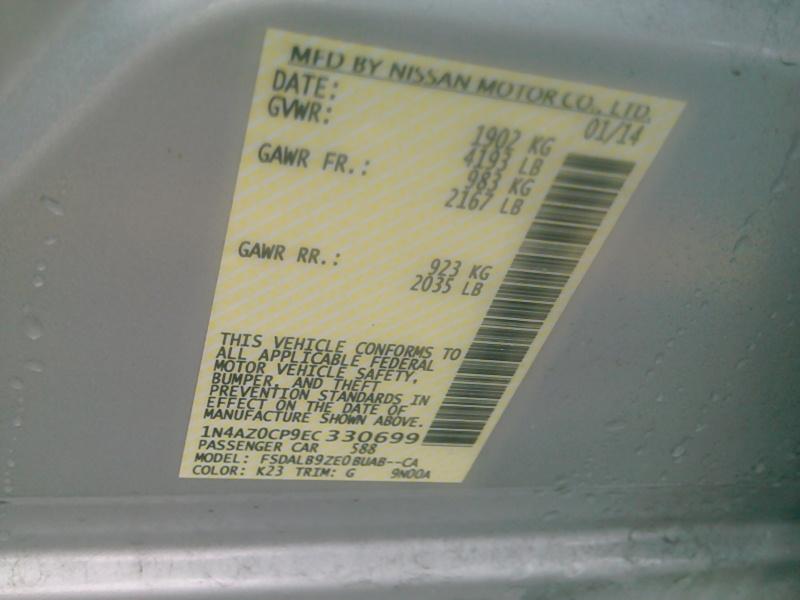 MFD BY NISSAN MOTOR CO., LTD.
DATE: 01/14
GVWR: 1902 KG
4193 LB
GAWR FR.: 983 KG
2167 LB
GAWR RR.: 923 KG
2035 LB
THIS VEHICLE CONFORMS TO
ALL APPLICABLE FEDERAL
MOTOR VEHICLE SAFETY,
BUMPER, AND THEFT
PREVENTION STANDARDS IN
EFFECT ON THE DATE OF
MANUFACTURE SHOWN ABOVE.
1N4AZ0CP9EC330699
PASSENGER CAR 588
MODEL: FSDALB9ZE0BUAB--CA
COLOR: K23 TRIM: G 9N00A